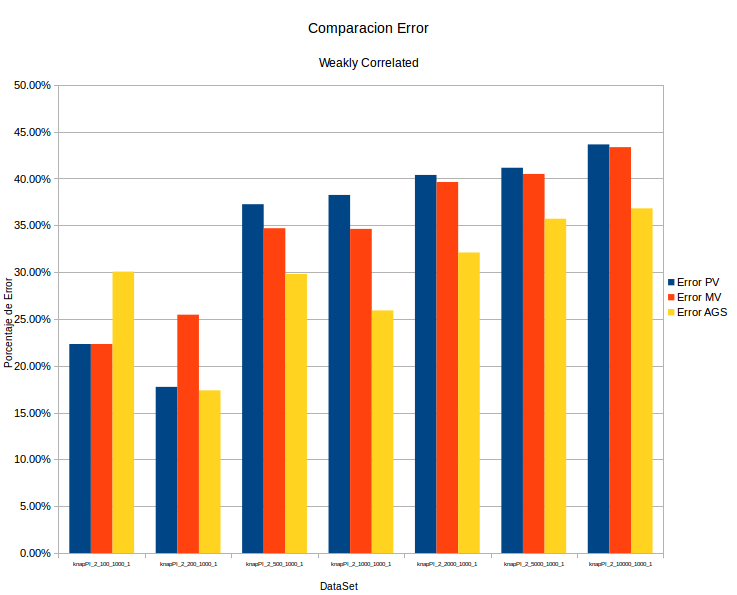 Comparacion Error
Weakly Correlated
50.00%
45.00%
40.00%
35.00%
30.00%
25.00%
20.00%
15.00%
10.00%
5.00%
0.00%
Porcentaje de Error
knapPI_2_100_1000_1
knapPI_2_200_1000_1
knapPI_2_500_1000_1
knapPI_2_1000_1000_1
knapPI_2_2000_1000_1
knapPI_2_5000_1000_1
knapPI_2_10000_1000_1
DataSet
Error PV
Error MV
Error AGS